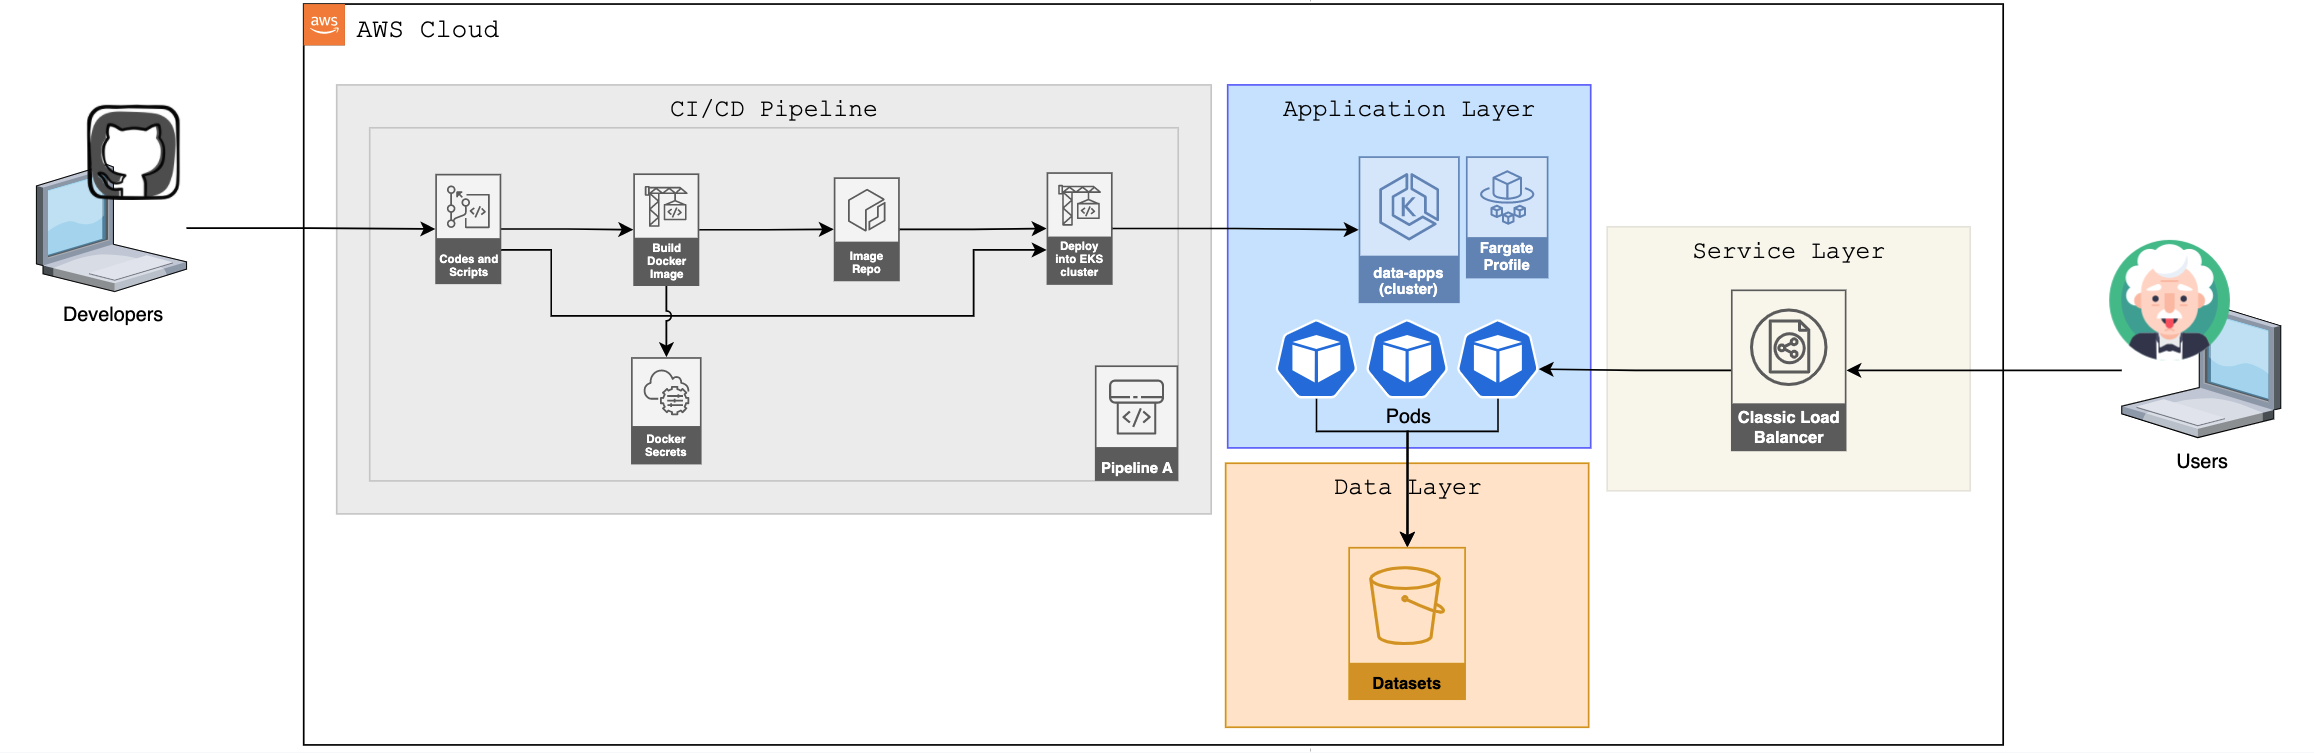 aws
AWS Cloud
CI/CD Pipeline
Application Layer
Codes and
Scripts
Build
Docker
Image
Image
Repo
Deploy
into EKS
cluster
K
data-apps
(cluster)
Fargate
Profile
Service Layer
Developers
Docker
Secrets
Pipeline A
Pods
Classic Load
Balancer
Users
Data Layer
Datasets